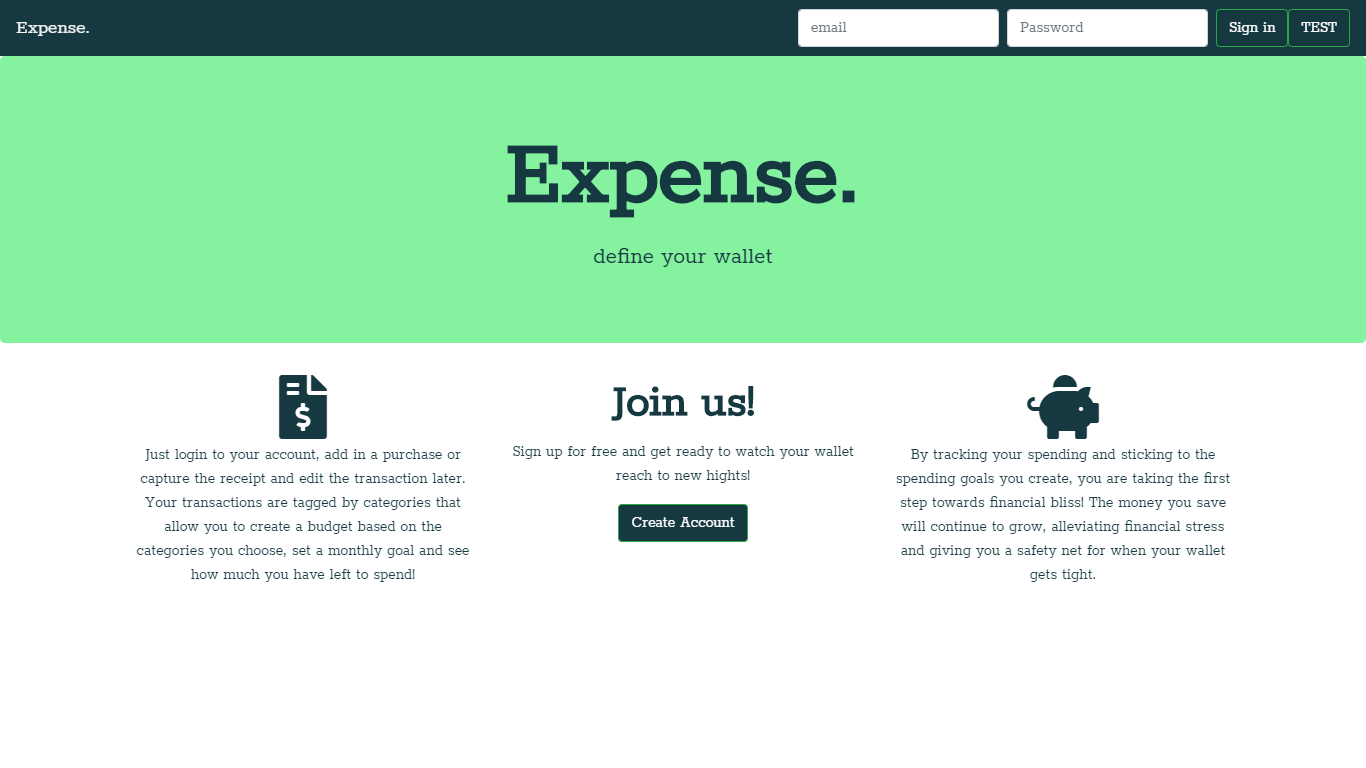 Expense.
email
Password
Sign in
TEST
Expense.
define your wallet
$
Just login to your account, add in a purchase or
capture the receipt and edit the transaction later.
Your transactions are tagged by categories that
allow you to create a budget based on the
categories you choose, set a monthly goal and see
how much you have left to spend!
Join us!
Sign up for free and get ready to watch your wallet
reach to new hights!
Create Account
By tracking your spending and sticking to the
spending goals you create, you are taking the first
step towards financial bliss! The money you save
will continue to grow, alleviating financial stress
and giving you a safety net for when your wallet
gets tight.